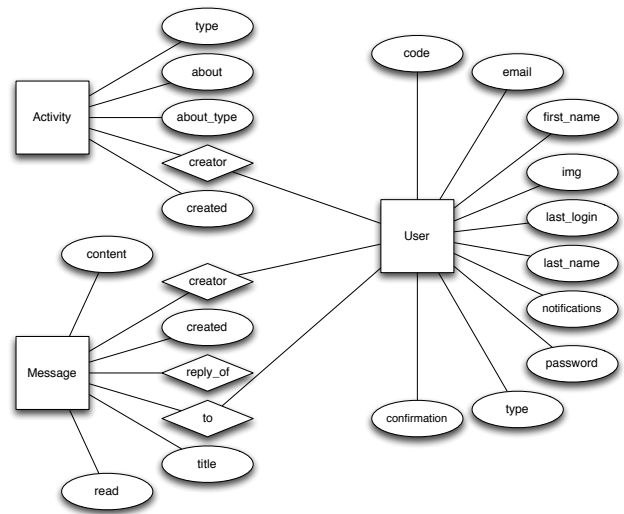 type
about
Activity
about_type
creator
created
code
email
first_name
img
last_login
User
last_name
notifications
password
type
confirmation
content
creator
created
Message
reply_of
to
title
read